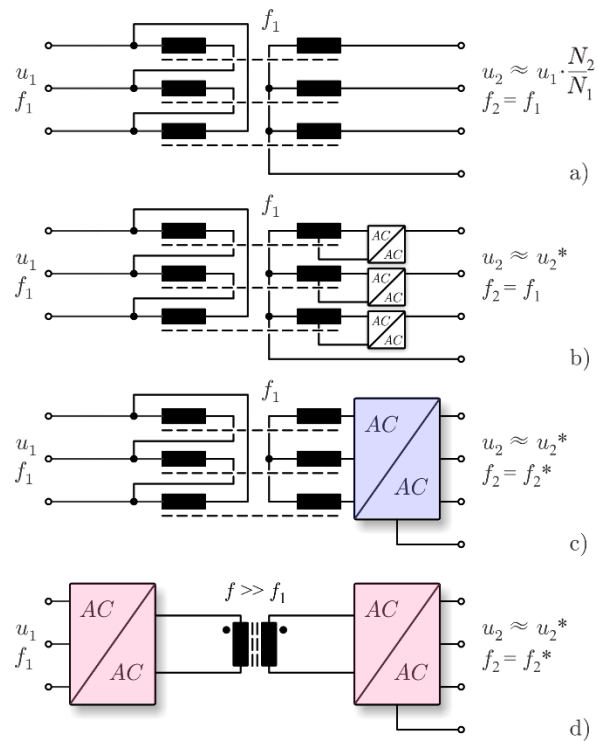 f₁
u₁
f₁
u₂ ≈ u₁·N₂/N₁
f₂ = f₁
a)
f₁
u₁
f₁
AC
AC
AC
AC
AC
AC
u₂ ≈ u₂*
f₂ = f₁
b)
f₁
u₁
f₁
AC
AC
u₂ ≈ u₂*
f₂ = f₂*
c)
f >> f₁
u₁
f₁
AC
AC
AC
AC
u₂ ≈ u₂*
f₂ = f₂*
d)